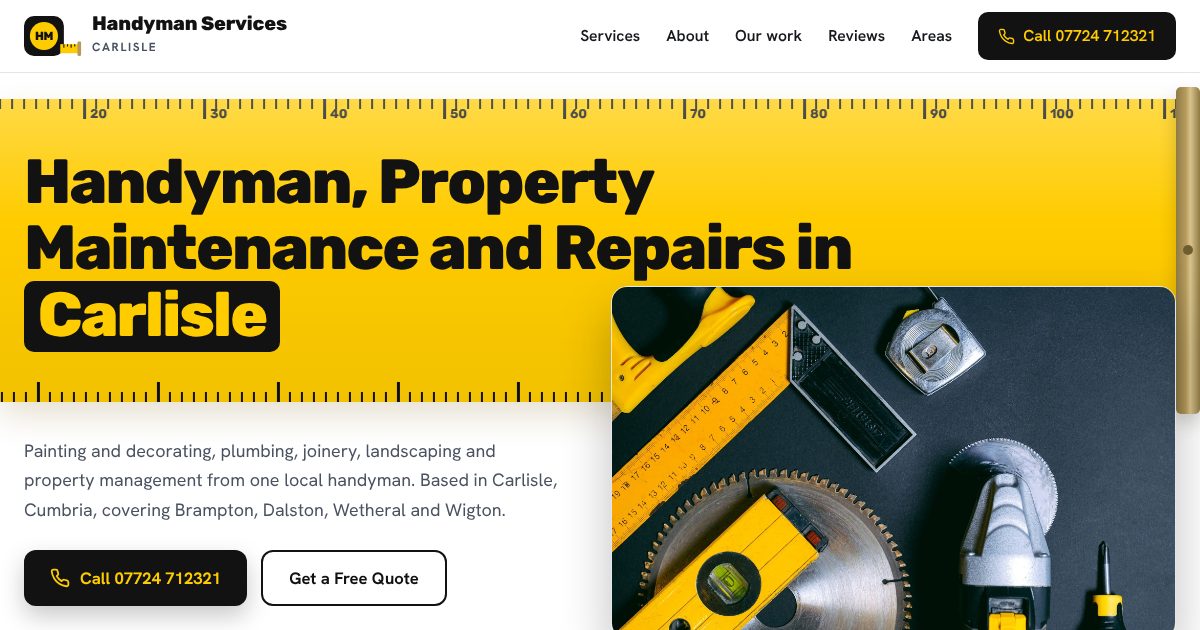 HM
Handyman Services
CARLISLE
Services
About
Our work
Reviews
Areas
Call 07724 712321
20 30 40 50 60 70 80 90 100
Handyman, Property
Maintenance and Repairs in
Carlisle
Painting and decorating, plumbing, joinery, landscaping and
property management from one local handyman. Based in Carlisle,
Cumbria, covering Brampton, Dalston, Wetheral and Wigton.
Call 07724 712321
Get a Free Quote